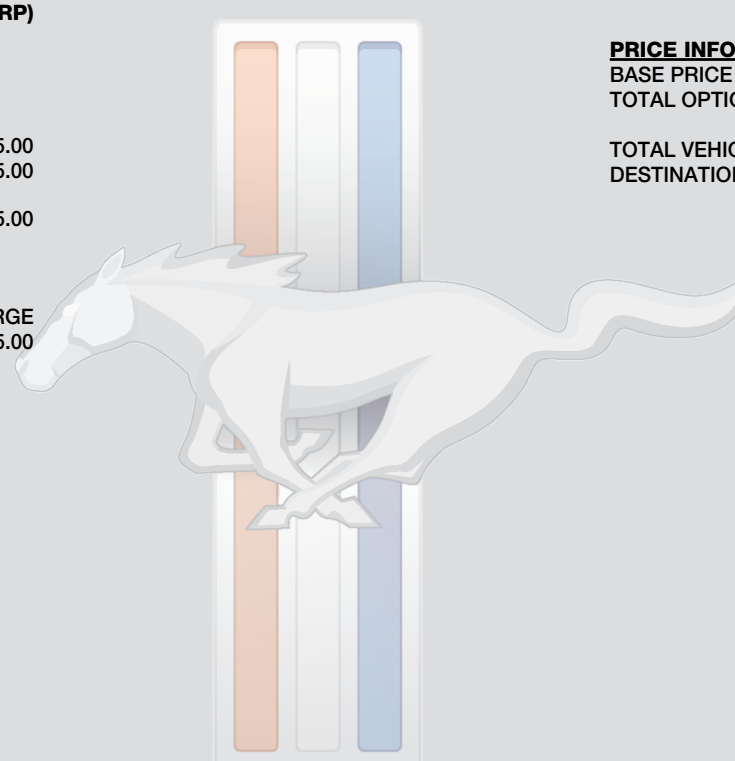 RP)
5.00
5.00
5.00
RGE
5.00
PRICE INFO
BASE PRICE
TOTAL OPTIO
TOTAL VEHIC
DESTINATION